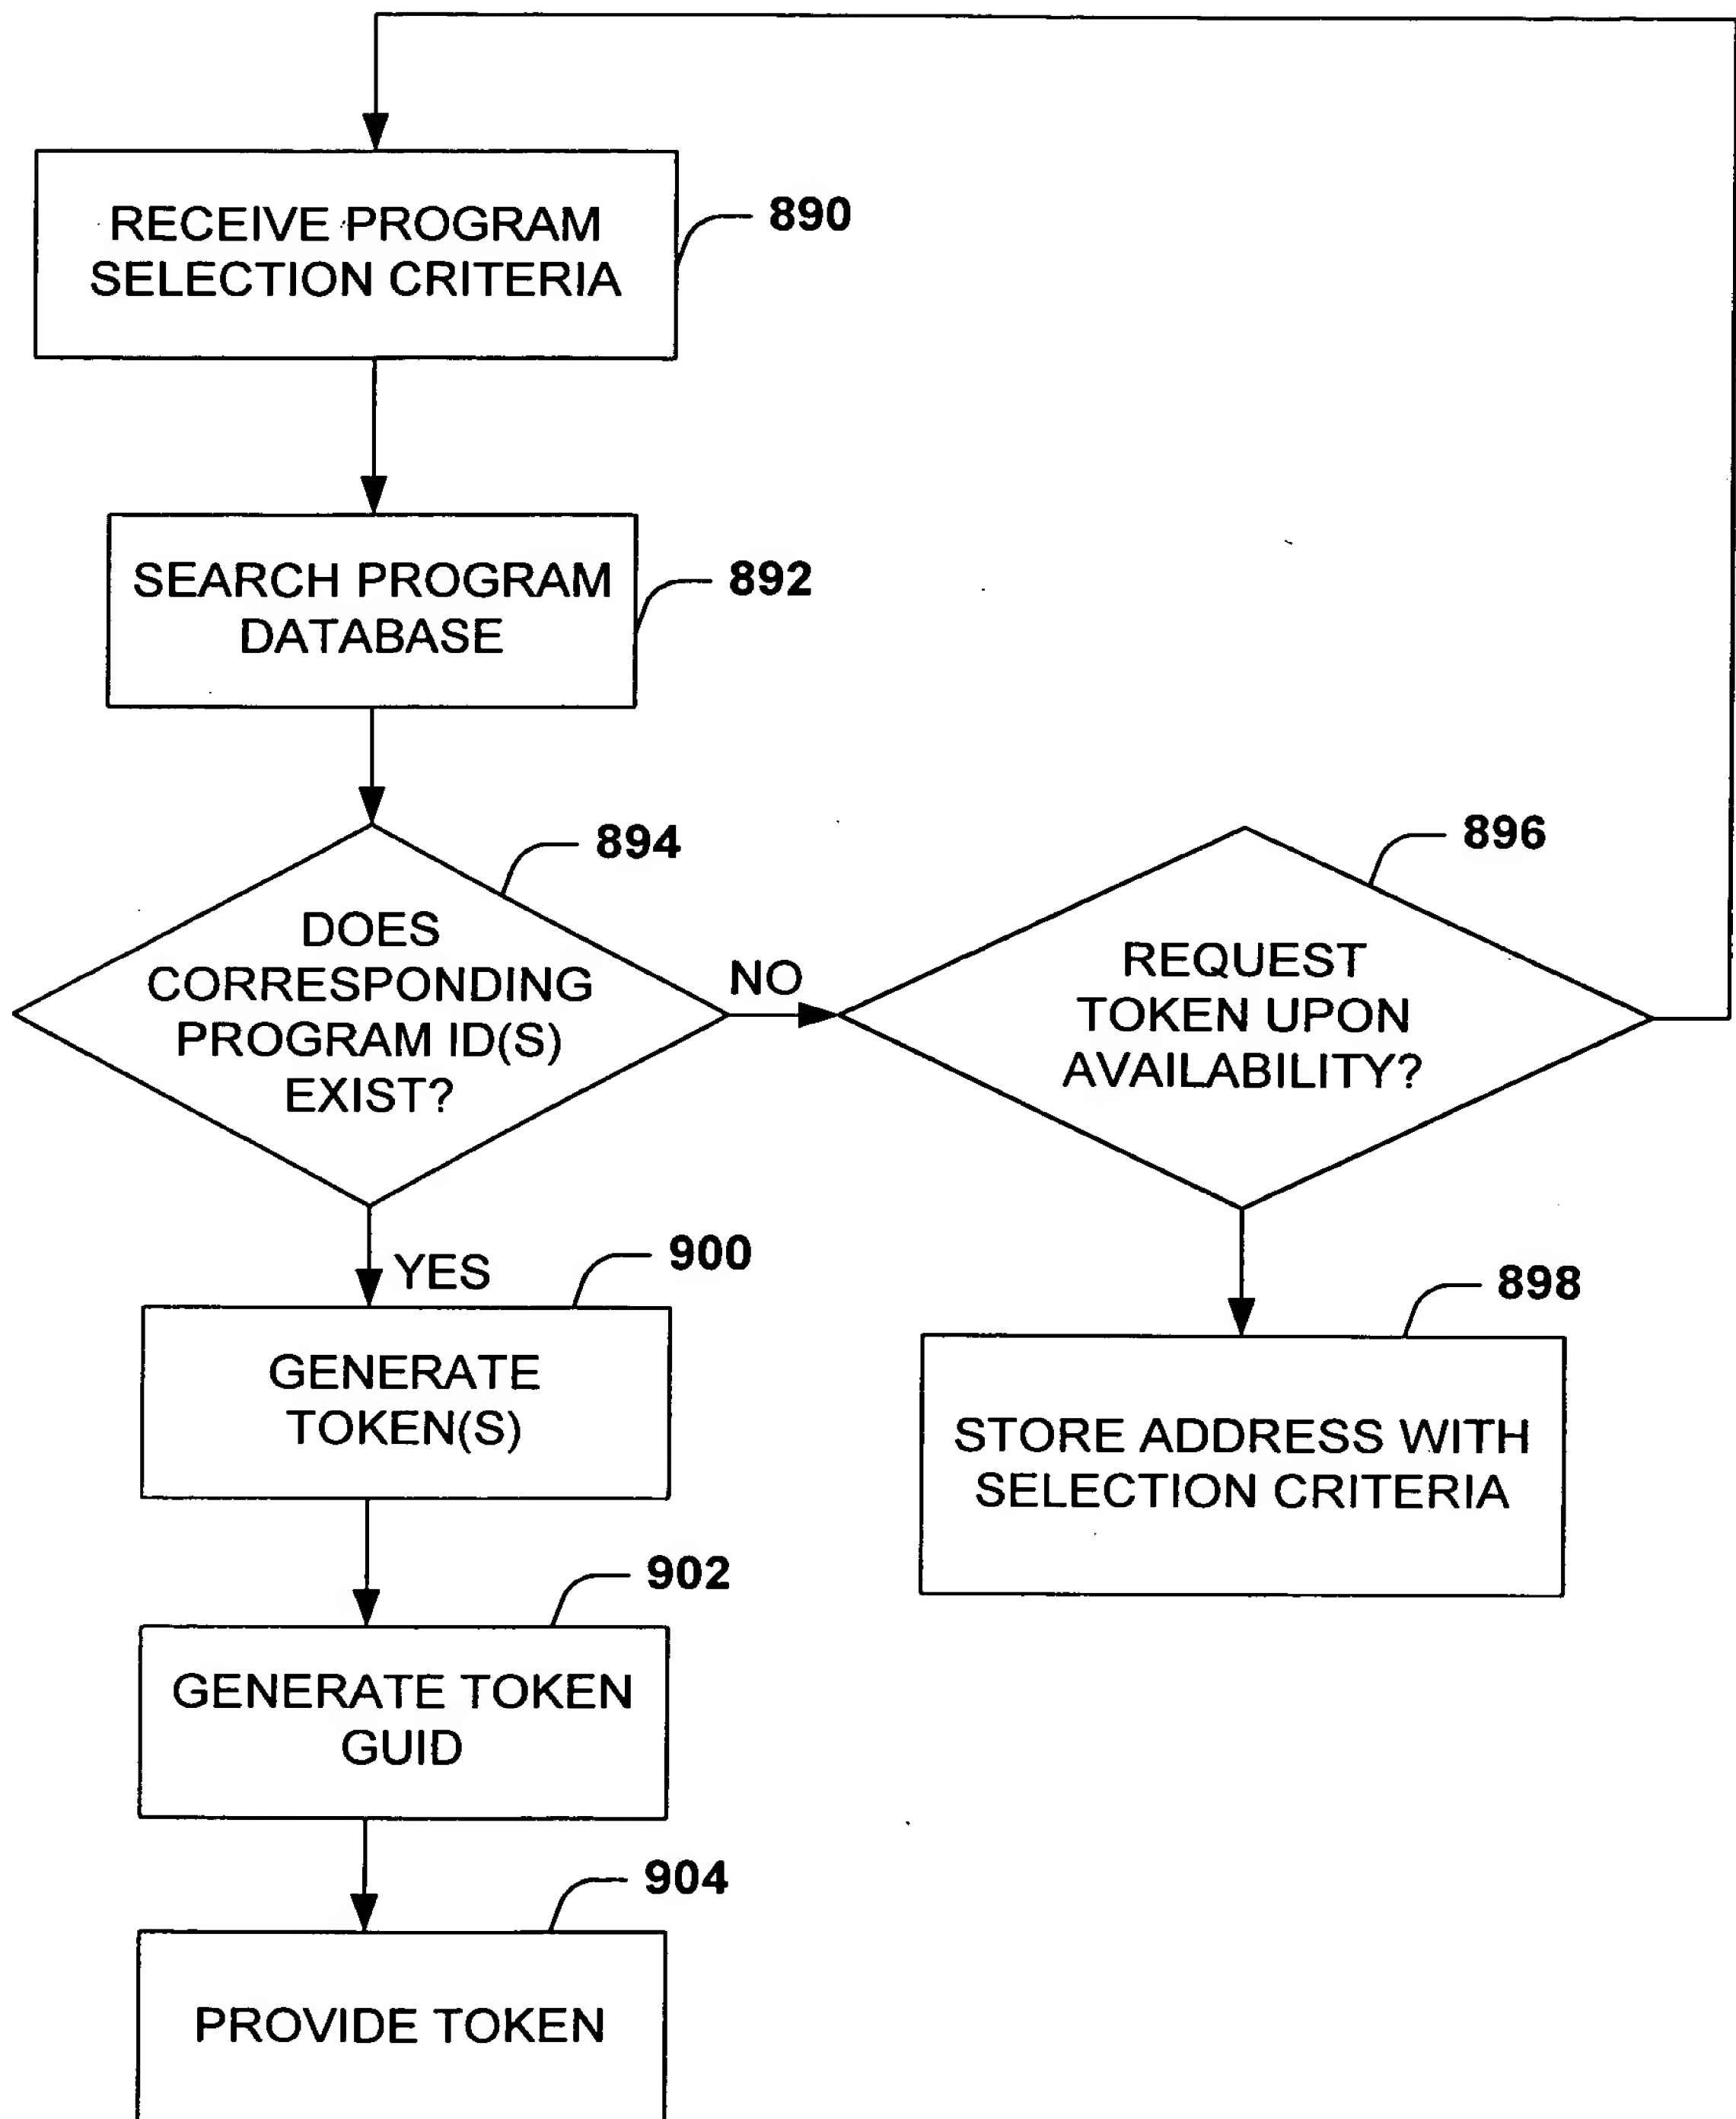 RECEIVE PROGRAM
SELECTION CRITERIA
890
SEARCH PROGRAM
DATABASE
892
894
DOES
CORRESPONDING
PROGRAM ID(S)
EXIST?
NO
896
REQUEST
TOKEN UPON
AVAILABILITY?
YES
900
GENERATE
TOKEN(S)
898
STORE ADDRESS WITH
SELECTION CRITERIA
902
GENERATE TOKEN
GUID
904
PROVIDE TOKEN